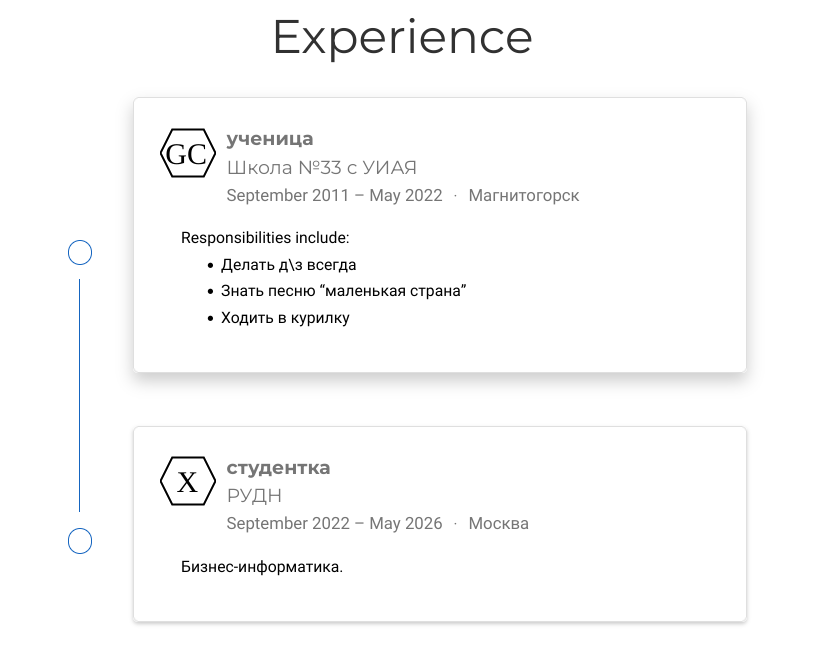 Experience
GC
ученица
Школа №33 с УИАЯ
September 2011 – May 2022 · Магнитогорск
Responsibilities include:
• Делать д\з всегда
• Знать песню “маленькая страна”
• Ходить в курилку
X
студентка
РУДН
September 2022 – May 2026 · Москва
Бизнес-информатика.